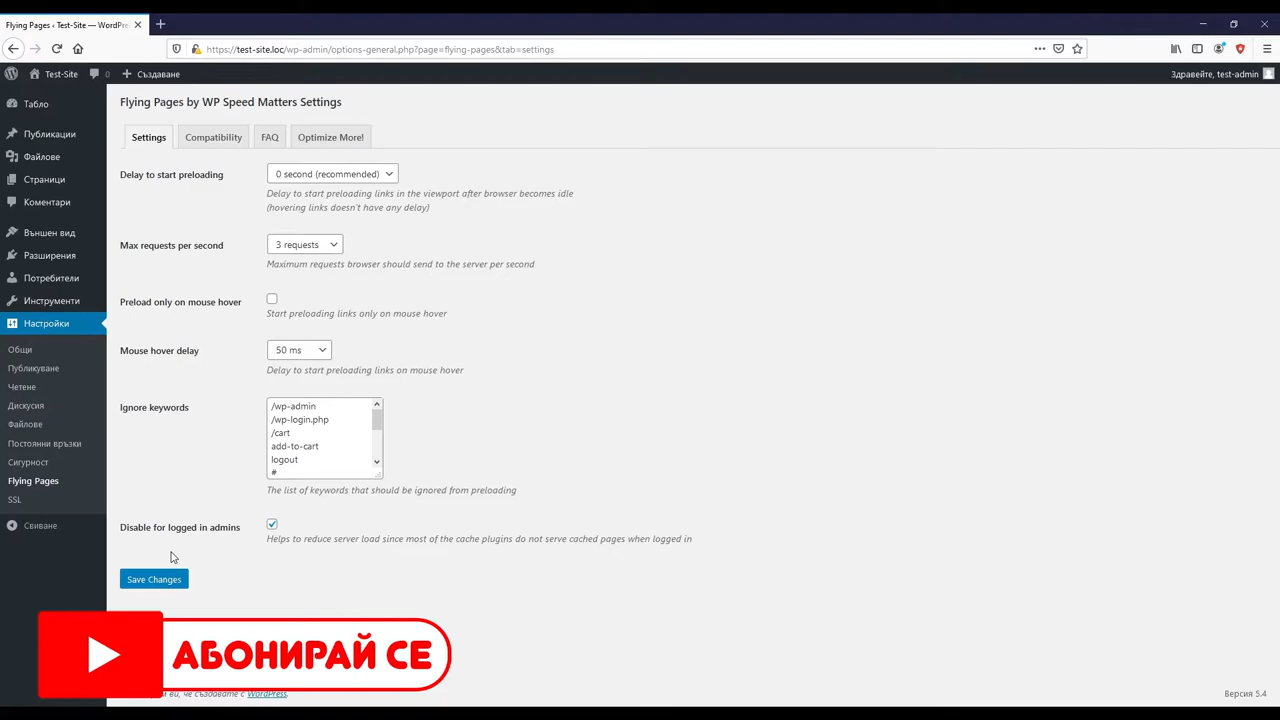 Flying Pages ‹ Test-Site — WordPre
https://test-site.loc/wp-admin/options-general.php?page=flying-pages&tab=settings
Test-Site
0
Създаване
Здравейте, test-admin
Табло
Публикации
Файлове
Страници
Коментари
Външен вид
Разширения
Потребители
Инструменти
Настройки
Общи
Публикуване
Четене
Дискусия
Файлове
Постоянни връзки
Сигурност
Flying Pages
SSL
Свиване
Flying Pages by WP Speed Matters Settings
Settings
Compatibility
FAQ
Optimize More!
Delay to start preloading
0 second (recommended)
Delay to start preloading links in the viewport after browser becomes idle
(hovering links doesn't have any delay)
Max requests per second
3 requests
Maximum requests browser should send to the server per second
Preload only on mouse hover
Start preloading links only on mouse hover
Mouse hover delay
50 ms
Delay to start preloading links on mouse hover
Ignore keywords
/wp-admin
/wp-login.php
/cart
add-to-cart
logout
#
The list of keywords that should be ignored from preloading
Disable for logged in admins
Helps to reduce server load since most of the cache plugins do not serve cached pages when logged in
Save Changes
АБОНИРАЙ СЕ
ви, че създавате с WordPress.
Версия 5.4